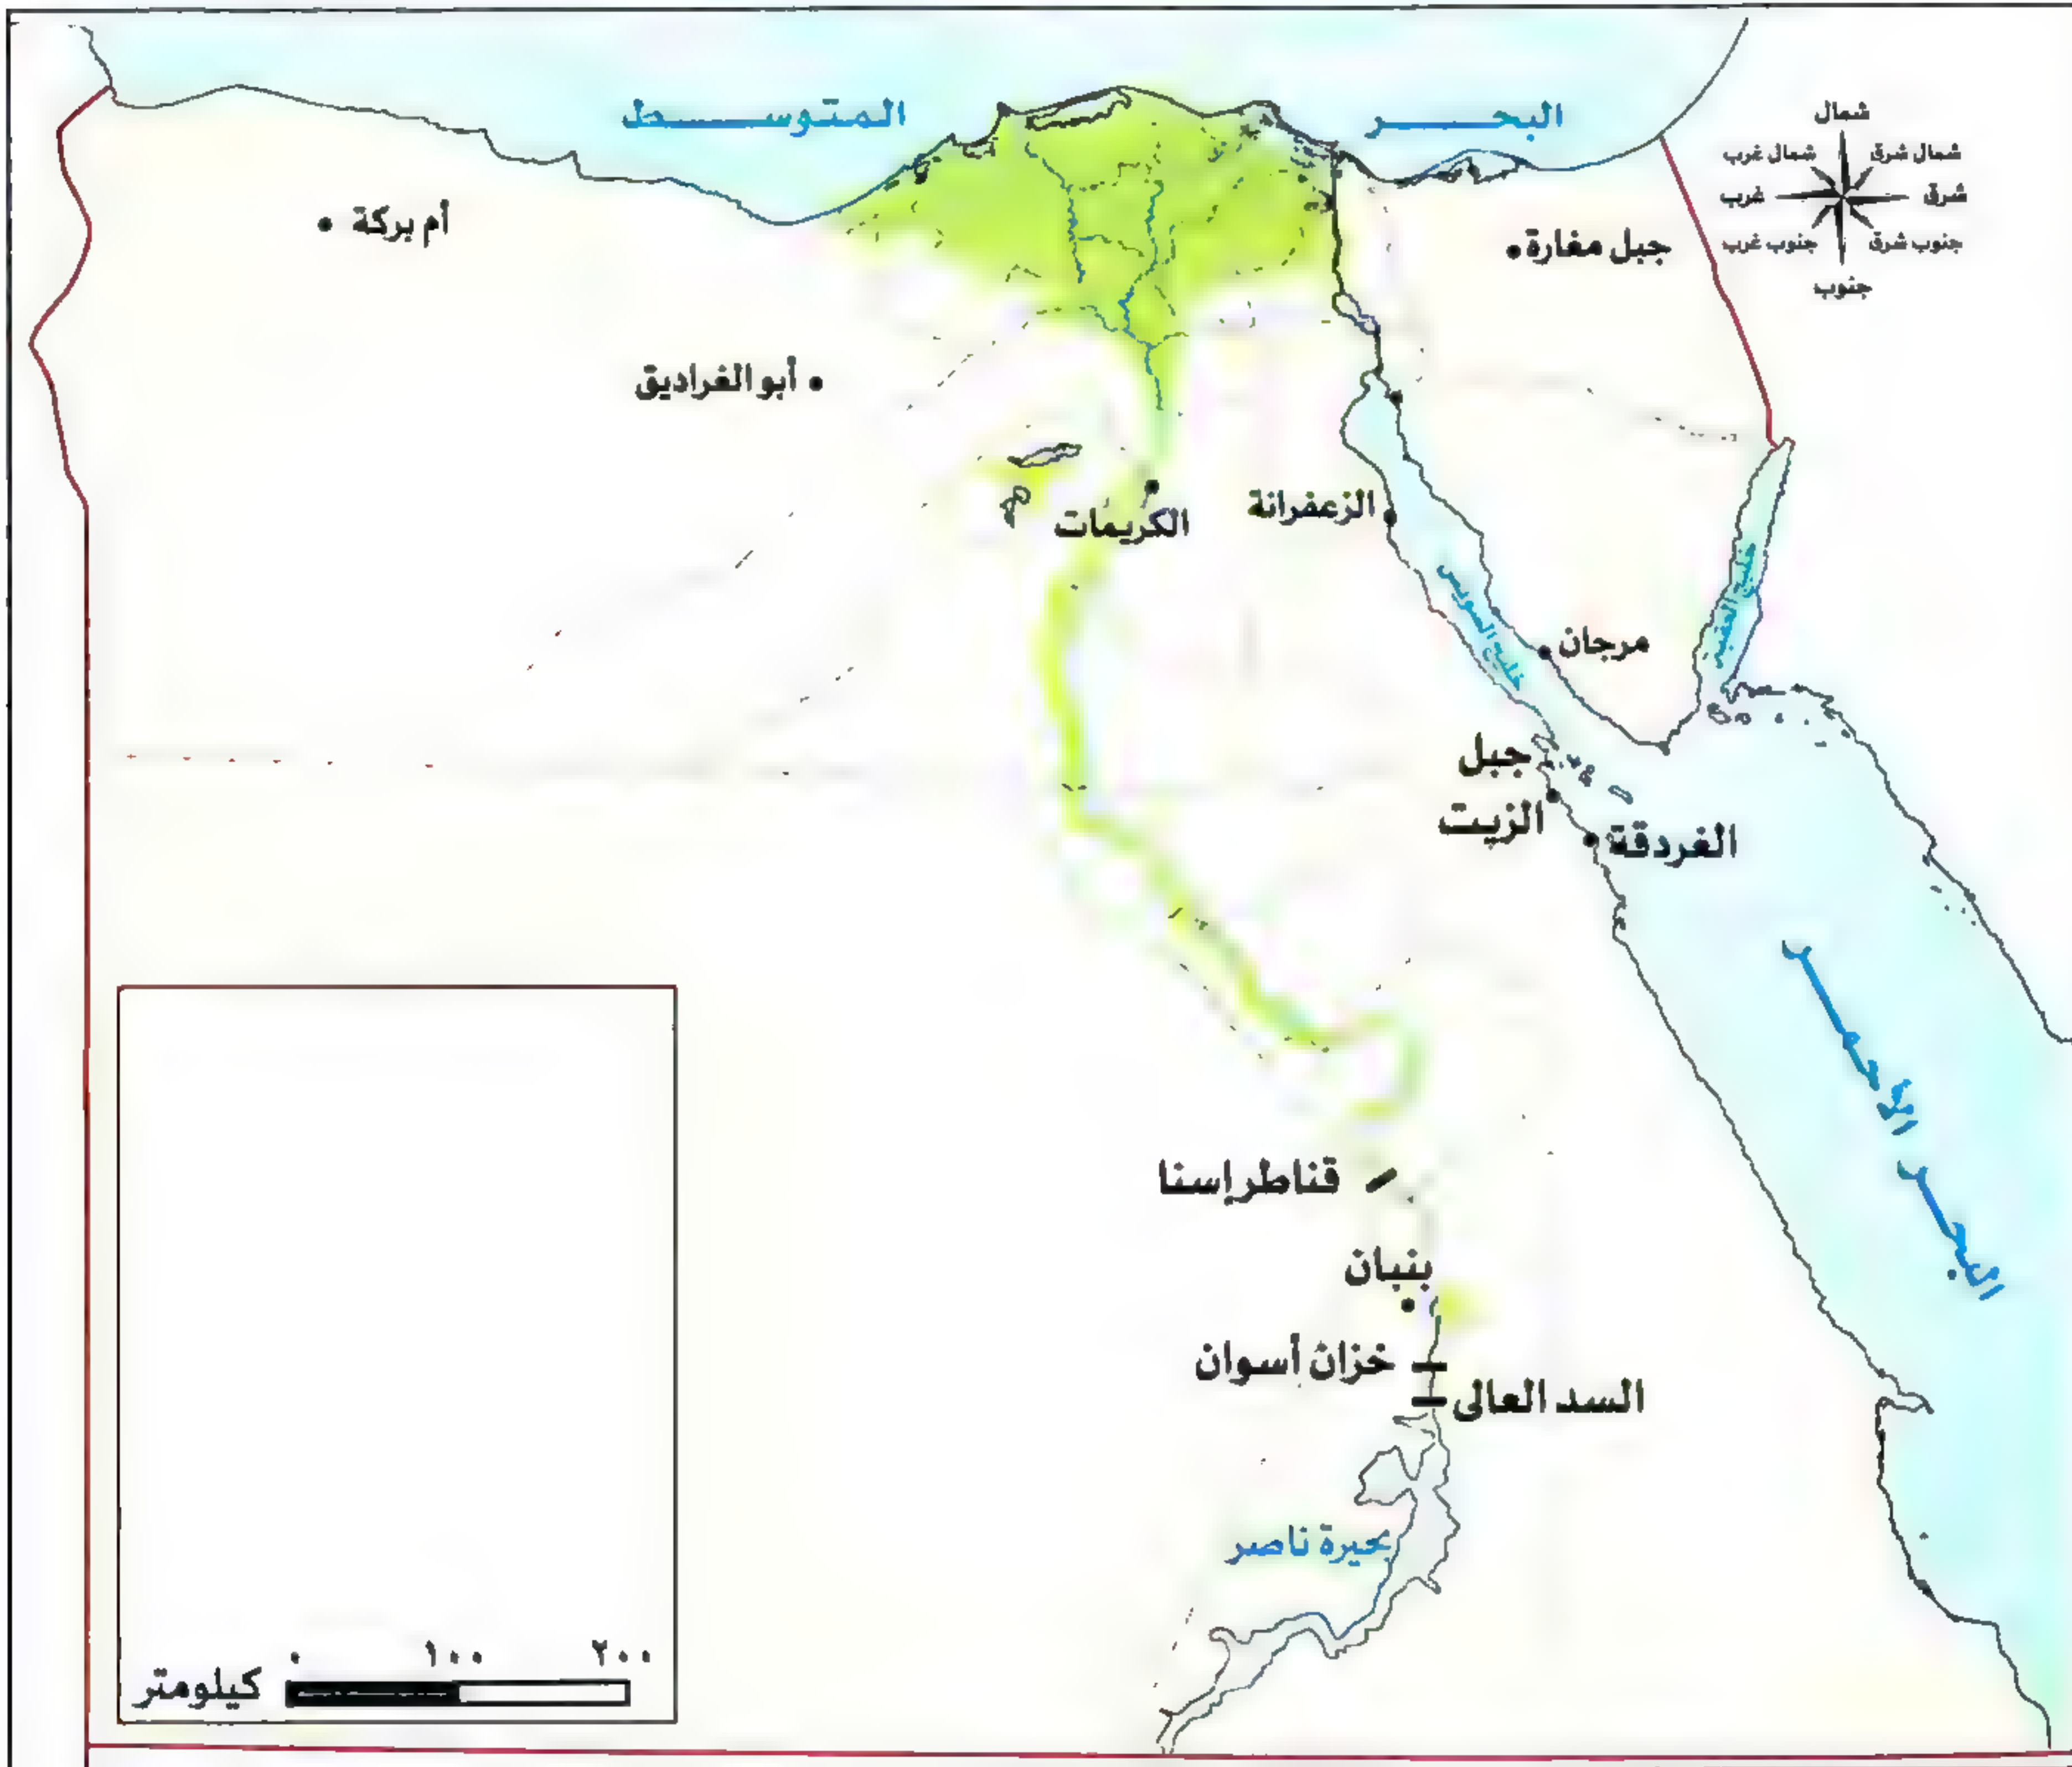 البحر المتوسط
شمال
شمال غرب
شمال شرق
غرب
شرق
جنوب غرب
جنوب شرق
جنوب
أم بركة
جبل مغارة
أبو الغراديق
الكريمات
الزعفرانة
خليج السويس
خليج العقبة
مرجان
جبل
الزيت
الغردقة
البحر الأحمر
قناطر إسنا
بنبان
خزان أسوان
السد العالى
بحيرة ناصر
٠ ١٠٠ ٢٠٠
كيلومتر